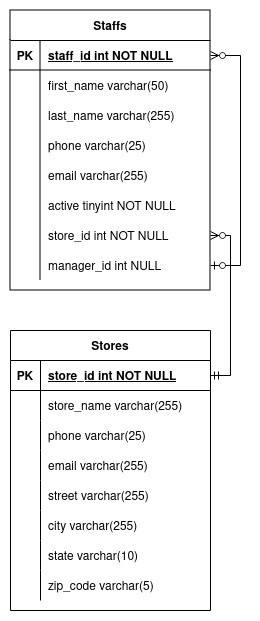 Staffs
PK staff_id int NOT NULL
first_name varchar(50)
last_name varchar(255)
phone varchar(25)
email varchar(255)
active tinyint NOT NULL
store_id int NOT NULL
manager_id int NULL
Stores
PK store_id int NOT NULL
store_name varchar(255)
phone varchar(25)
email varchar(255)
street varchar(255)
city varchar(255)
state varchar(10)
zip_code varchar(5)